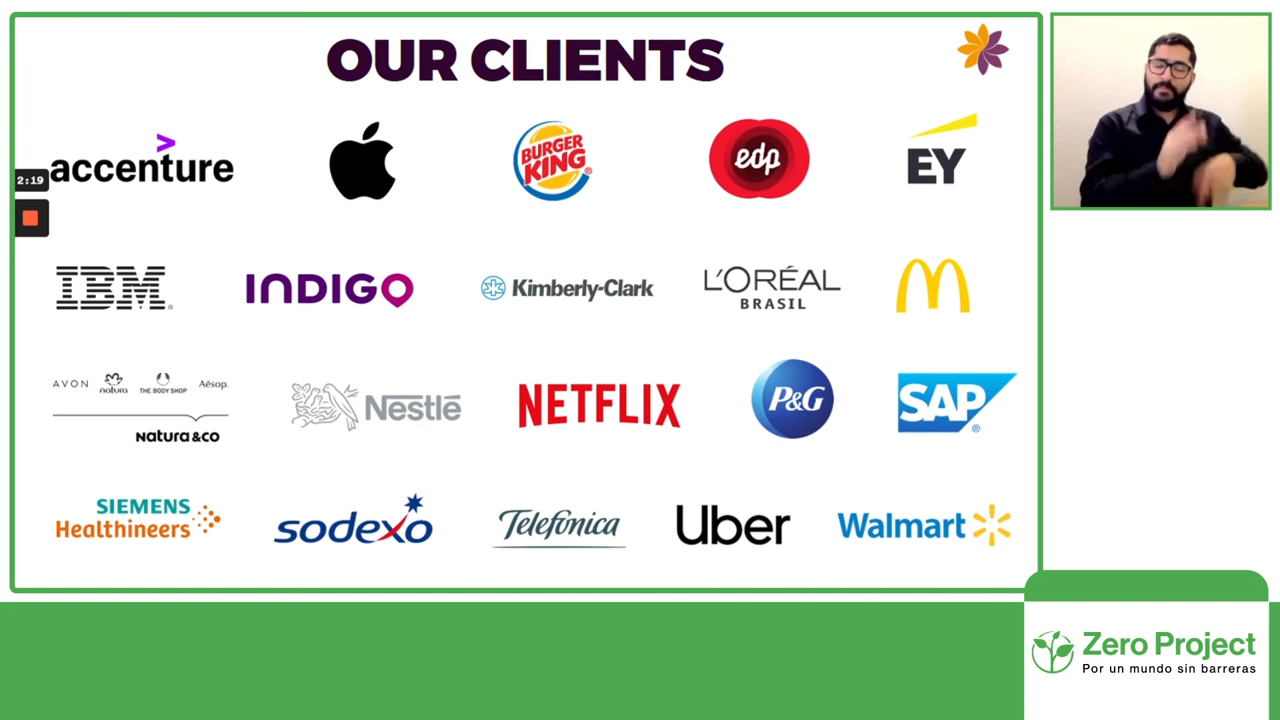 OUR CLIENTS
accenture
BURGER KING
edp
EY
2:19
IBM
INDIGO
Kimberly-Clark
L'ORÉAL
BRASIL
AVON
natura
THE BODY SHOP
Aēsop.
natura &co
Nestlé
NETFLIX
P&G
SAP
SIEMENS
Healthineers
sodexo
Telefónica
Uber
Walmart
Zero Project
Por un mundo sin barreras